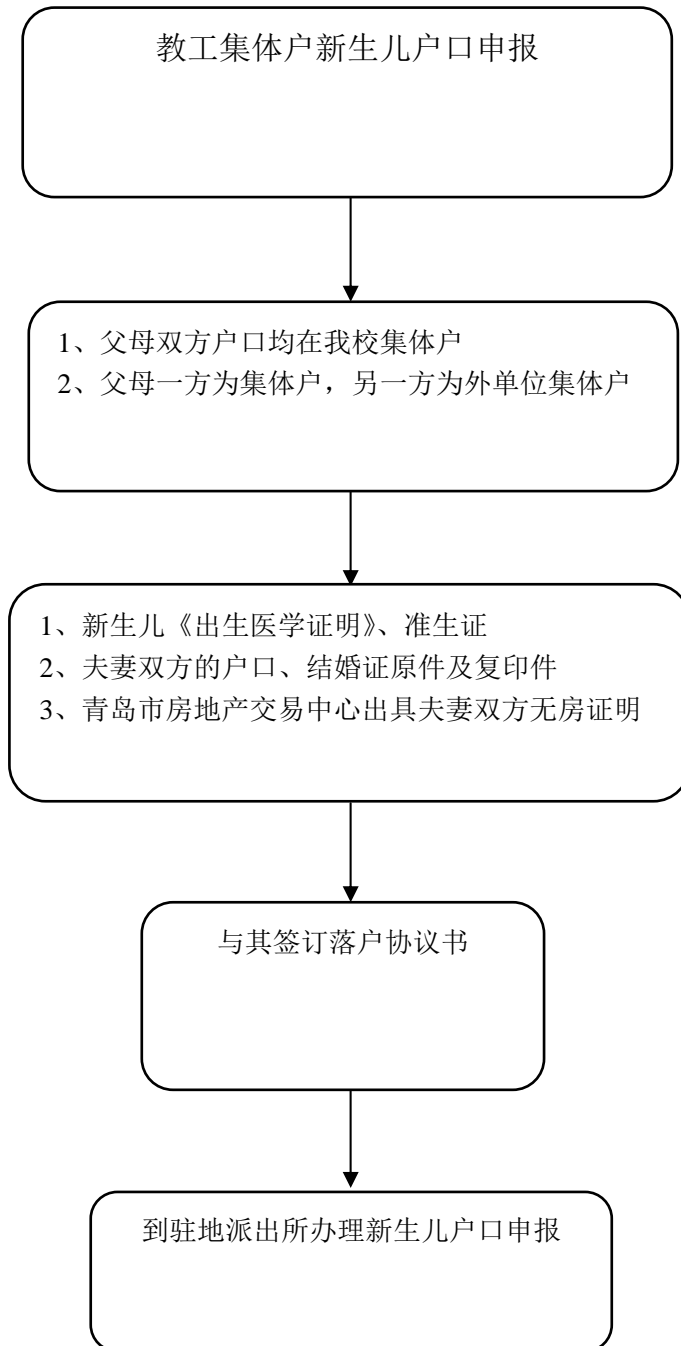 教工集体户新生儿户口申报
1、父母双方户口均在我校集体户
2、父母一方为集体户，另一方为外单位集体户
1、新生儿《出生医学证明》、准生证
2、夫妻双方的户口、结婚证原件及复印件
3、青岛市房地产交易中心出具夫妻双方无房证明
与其签订落户协议书
到驻地派出所办理新生儿户口申报